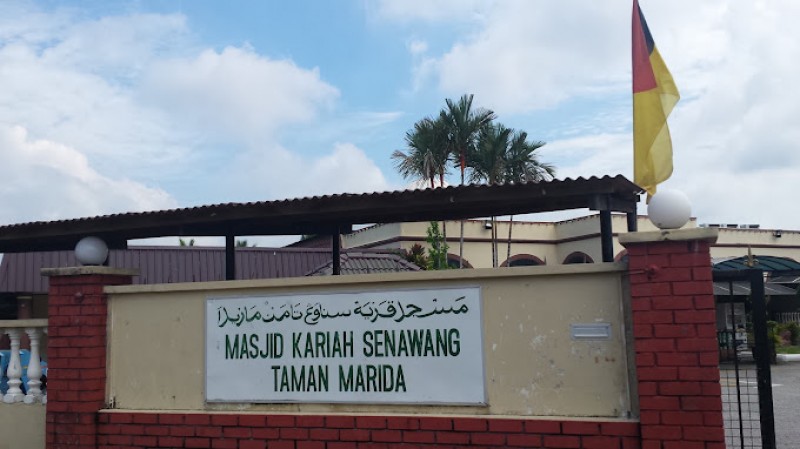 مسجد قرية سناوڠ تامن ماريدا
MASJID KARIAH SENAWANG
TAMAN MARIDA